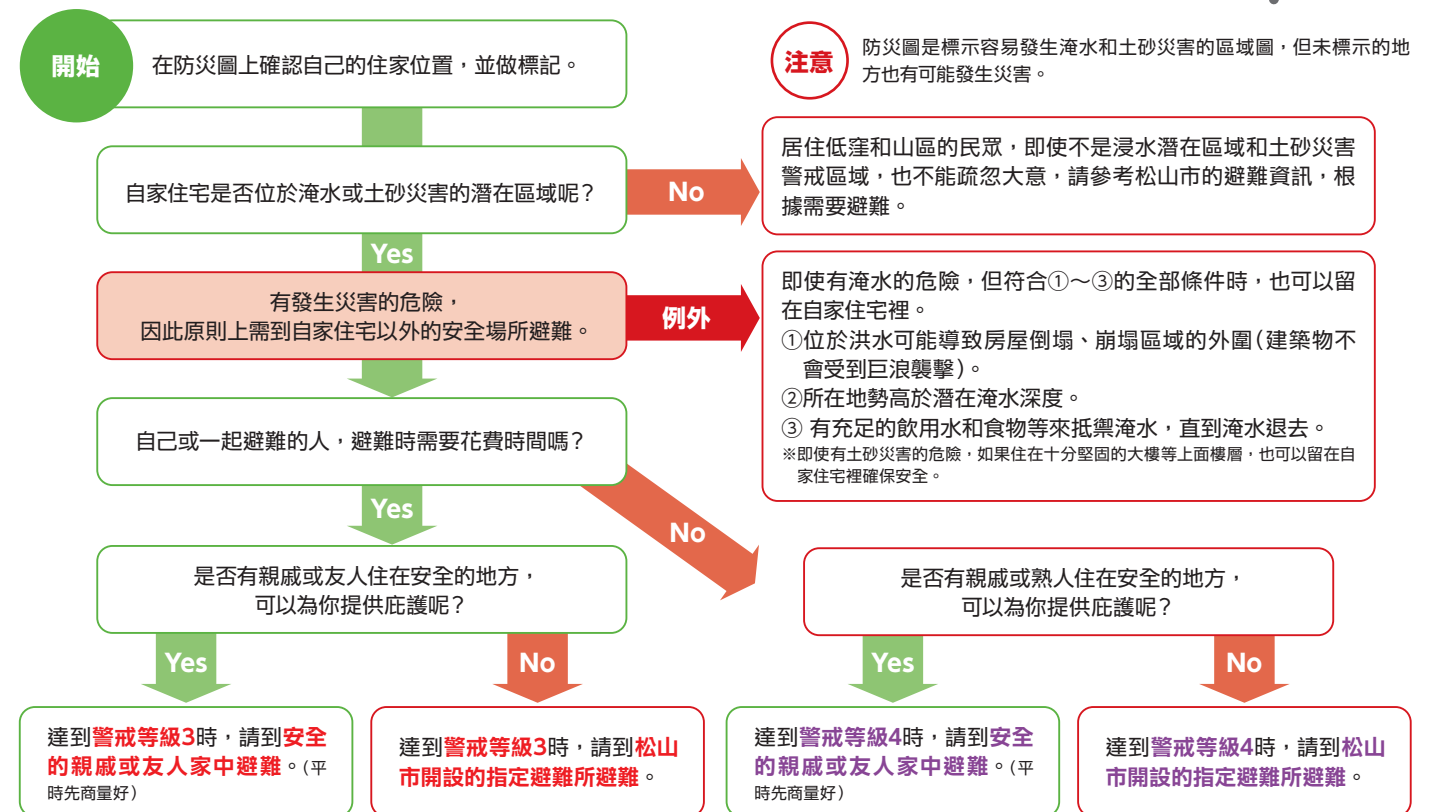 開始
在防災圖上確認自己的住家位置，並做標記。
注意
防災圖是標示容易發生淹水和土砂災害的區域圖，但未標示的地
方也有可能發生災害。
自家住宅是否位於淹水或土砂災害的潛在區域呢？
No
居住低窪和山區的民眾，即使不是浸水潛在區域和土砂災害
警戒區域，也不能疏忽大意，請參考松山市的避難資訊，根
據需要避難。
Yes
有發生災害的危險，
因此原則上需到自家住宅以外的安全場所避難。
例外
即使有淹水的危險，但符合①～③的全部條件時，也可以留
在自家住宅裡。
①位於洪水可能導致房屋倒塌、崩塌區域的外圍(建築物不
會受到巨浪襲擊)。
②所在地勢高於潛在淹水深度。
③ 有充足的飲用水和食物等來抵禦淹水，直到淹水退去。
※即使有土砂災害的危險，如果住在十分堅固的大樓等上面樓層，也可以留在自
家住宅裡確保安全。
自己或一起避難的人，避難時需要花費時間嗎？
Yes
No
是否有親戚或友人住在安全的地方，
可以為你提供庇護呢？
是否有親戚或熟人住在安全的地方，
可以為你提供庇護呢？
Yes
No
Yes
No
達到警戒等級3時，請到安全
的親戚或友人家中避難。(平
時先商量好)
達到警戒等級3時，請到松山
市開設的指定避難所避難。
達到警戒等級4時，請到安全
的親戚或友人家中避難。(平
時先商量好)
達到警戒等級4時，請到松山
市開設的指定避難所避難。